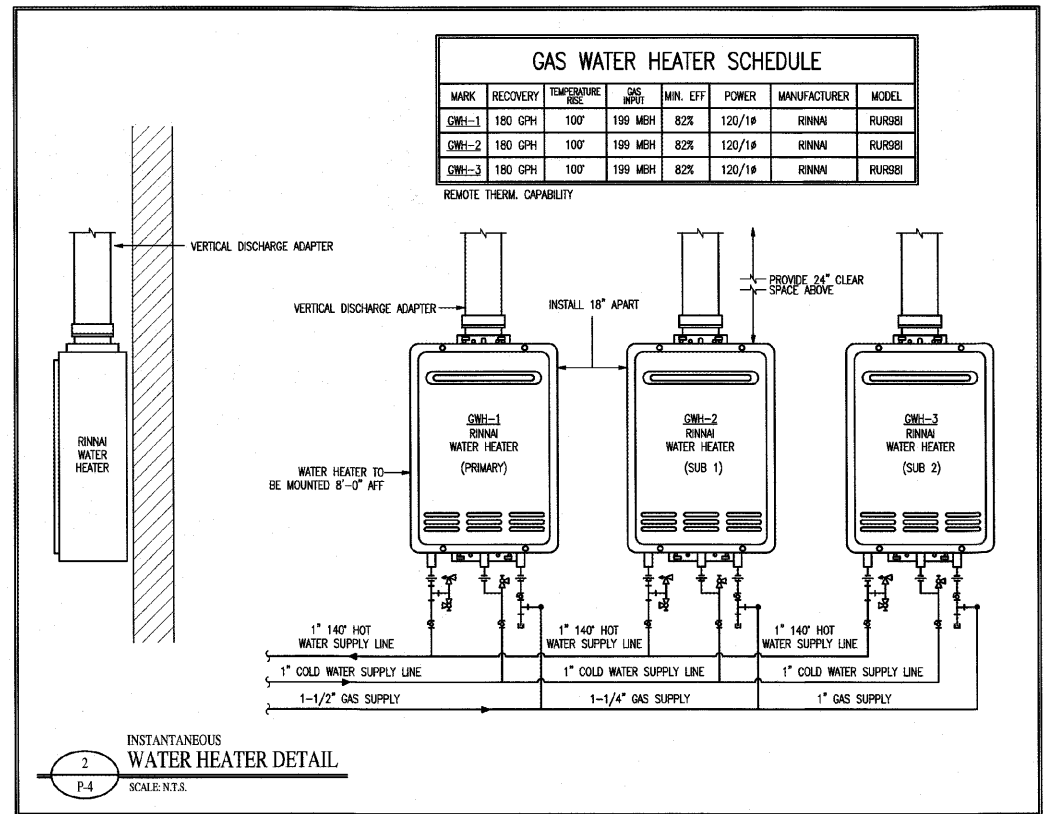 GAS WATER HEATER SCHEDULE
MARK RECOVERY TEMPERATURE RISE GAS INPUT MIN. EFF POWER MANUFACTURER MODEL
GWH-1 180 GPH 100° 199 MBH 82% 120/1ø RINNAI RUR98I
GWH-2 180 GPH 100° 199 MBH 82% 120/1ø RINNAI RUR98I
GWH-3 180 GPH 100° 199 MBH 82% 120/1ø RINNAI RUR98I
REMOTE THERM. CAPABILITY
VERTICAL DISCHARGE ADAPTER
RINNAI
WATER
HEATER
VERTICAL DISCHARGE ADAPTER
INSTALL 18" APART
PROVIDE 24" CLEAR
SPACE ABOVE
GWH-1
RINNAI
WATER HEATER
(PRIMARY)
GWH-2
RINNAI
WATER HEATER
(SUB 1)
GWH-3
RINNAI
WATER HEATER
(SUB 2)
WATER HEATER TO
BE MOUNTED 8'-0" AFF
1" 140° HOT
WATER SUPPLY LINE
1" 140° HOT
WATER SUPPLY LINE
1" 140° HOT
WATER SUPPLY LINE
1" COLD WATER SUPPLY LINE
1" COLD WATER SUPPLY LINE
1" COLD WATER SUPPLY LINE
1-1/2" GAS SUPPLY
1-1/4" GAS SUPPLY
1" GAS SUPPLY
2
P-4
INSTANTANEOUS
WATER HEATER DETAIL
SCALE: N.T.S.